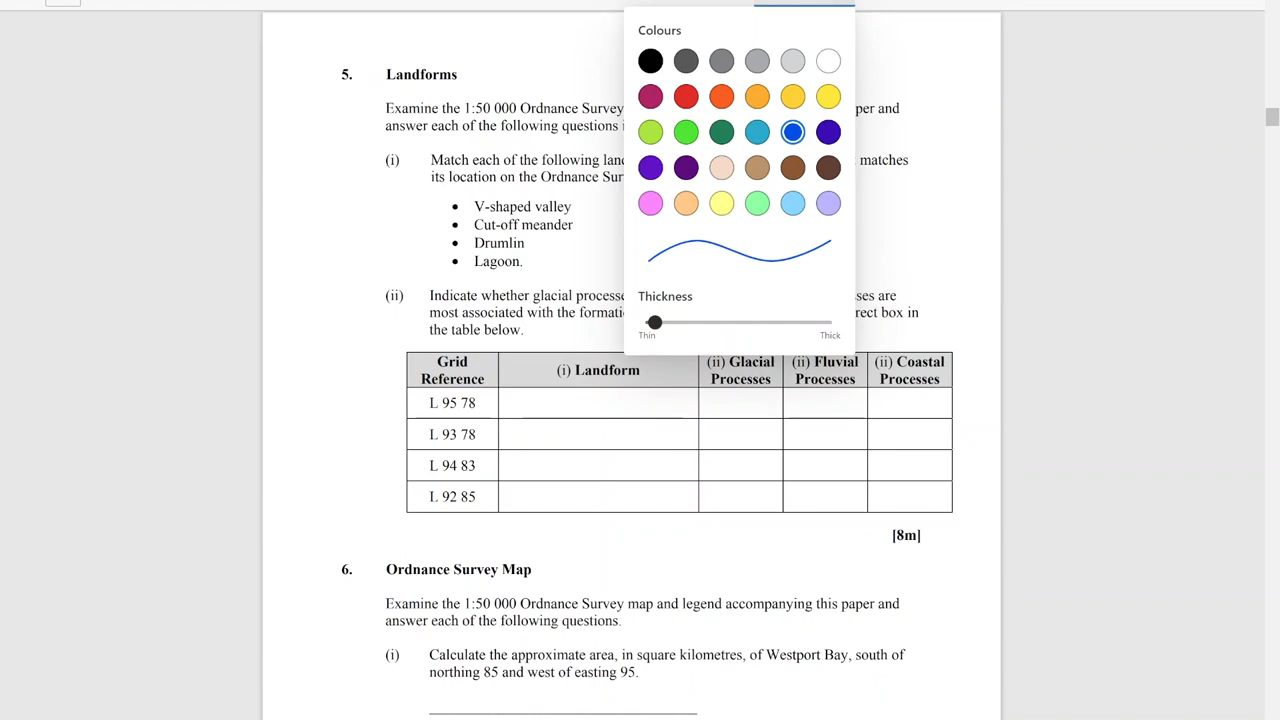 Colours
5. Landforms
Examine the 1:50 000 Ordnance Survey per and
answer each of the following questions i
(i) Match each of the following land matches
its location on the Ordnance Sur
• V-shaped valley
• Cut-off meander
• Drumlin
• Lagoon.
(ii) Indicate whether glacial processe ses are
most associated with the formati rect box in
the table below.
Thickness
Thin Thick
Grid Reference (i) Landform (ii) Glacial Processes (ii) Fluvial Processes (ii) Coastal Processes
L 95 78
L 93 78
L 94 83
L 92 85
[8m]
6. Ordnance Survey Map
Examine the 1:50 000 Ordnance Survey map and legend accompanying this paper and
answer each of the following questions.
(i) Calculate the approximate area, in square kilometres, of Westport Bay, south of
northing 85 and west of easting 95.